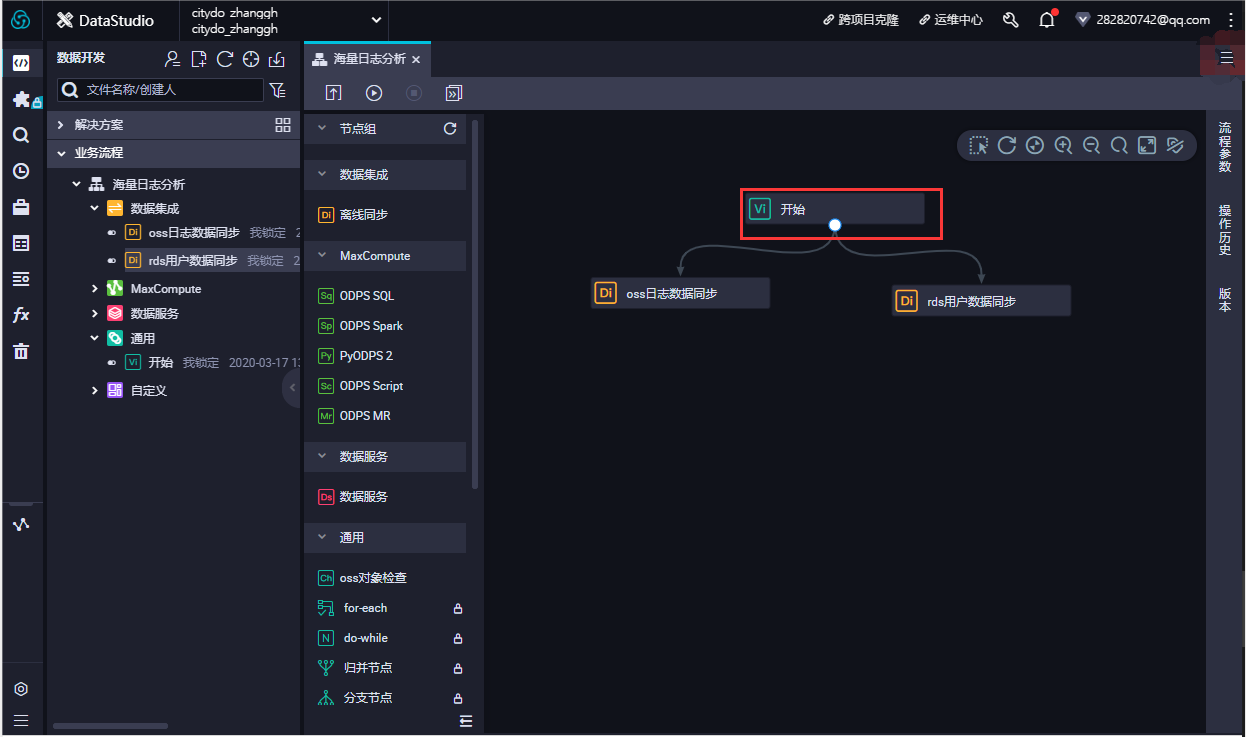 DataStudio
citydo_zhanggh
citydo_zhanggh
跨项目克隆
运维中心
282820742@qq.com
数据开发
文件名称/创建人
解决方案
业务流程
海量日志分析
数据集成
Di oss日志数据同步 我锁定 2
Di rds用户数据同步 我锁定 2
MaxCompute
数据服务
通用
Vi 开始 我锁定 2020-03-17 13
自定义
fx
海量日志分析
节点组
数据集成
Di 离线同步
MaxCompute
Sq ODPS SQL
Sp ODPS Spark
Py PyODPS 2
Sc ODPS Script
Mr ODPS MR
数据服务
Ds 数据服务
通用
Ch oss对象检查
for-each
N do-while
归并节点
分支节点
Vi 开始
Di oss日志数据同步
Di rds用户数据同步
流程参数
操作历史
版本